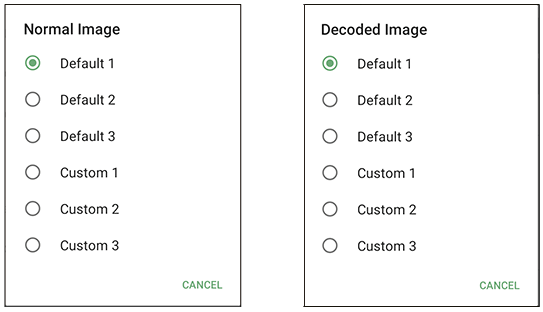 Normal Image
Default 1
Default 2
Default 3
Custom 1
Custom 2
Custom 3
CANCEL
Decoded Image
Default 1
Default 2
Default 3
Custom 1
Custom 2
Custom 3
CANCEL